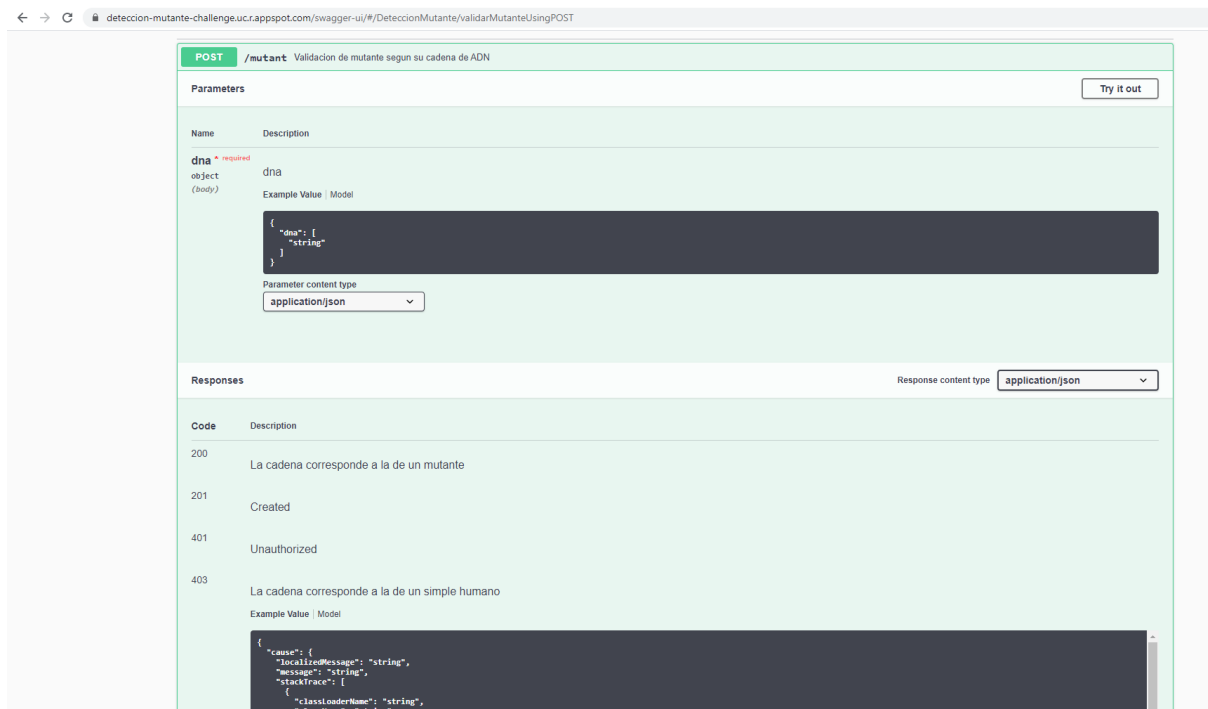 deteccion-mutante-challenge.uc.r.appspot.com/swagger-ui/#/DeteccionMutante/validarMutanteUsingPOST
POST /mutant Validacion de mutante segun su cadena de ADN
Parameters Try it out
Name Description
dna * required
object
(body)
dna
Example Value | Model
{
"dna": [
"string"
]
}
Parameter content type
application/json
Responses Response content type application/json
Code Description
200
La cadena corresponde a la de un mutante
201
Created
401
Unauthorized
403
La cadena corresponde a la de un simple humano
Example Value | Model
{
"cause": {
"localizedMessage": "string",
"message": "string",
"stackTrace": [
{
"classLoaderName": "string",